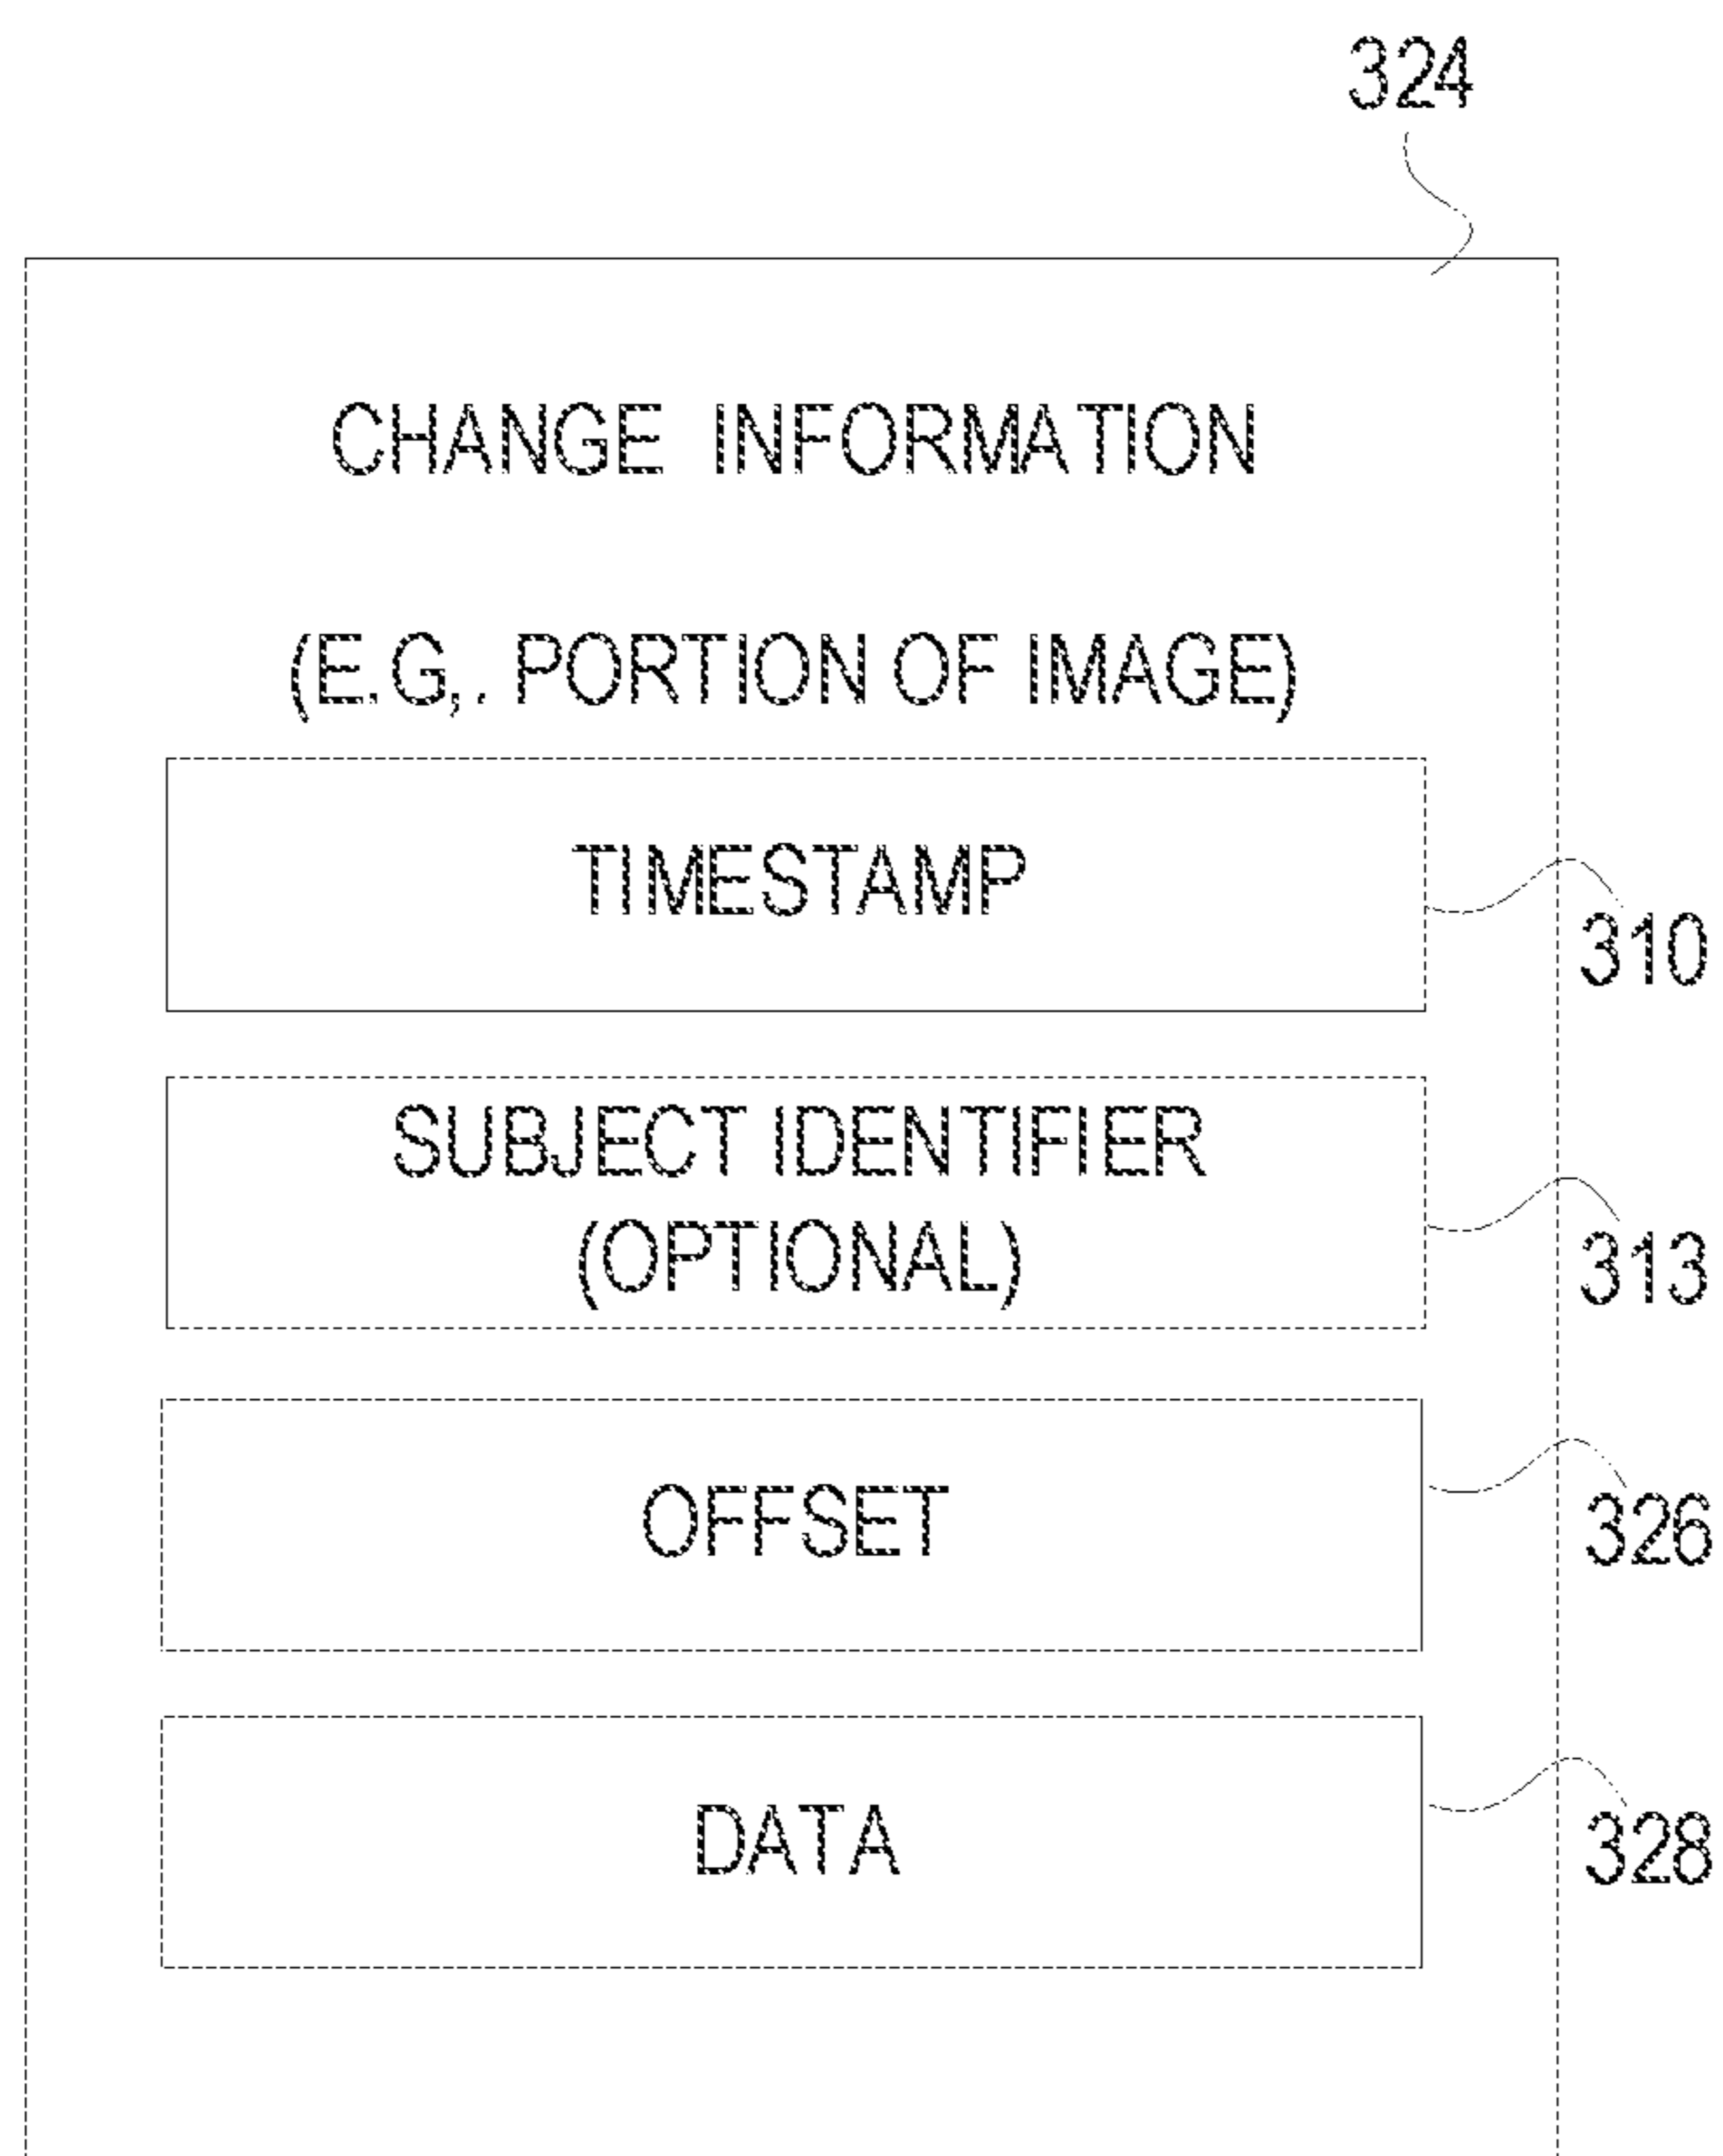 324
CHANGE INFORMATION
(E.G,. PORTION OF IMAGE)
TIMESTAMP
310
SUBJECT IDENTIFIER
(OPTIONAL)
313
OFFSET
326
DATA
328